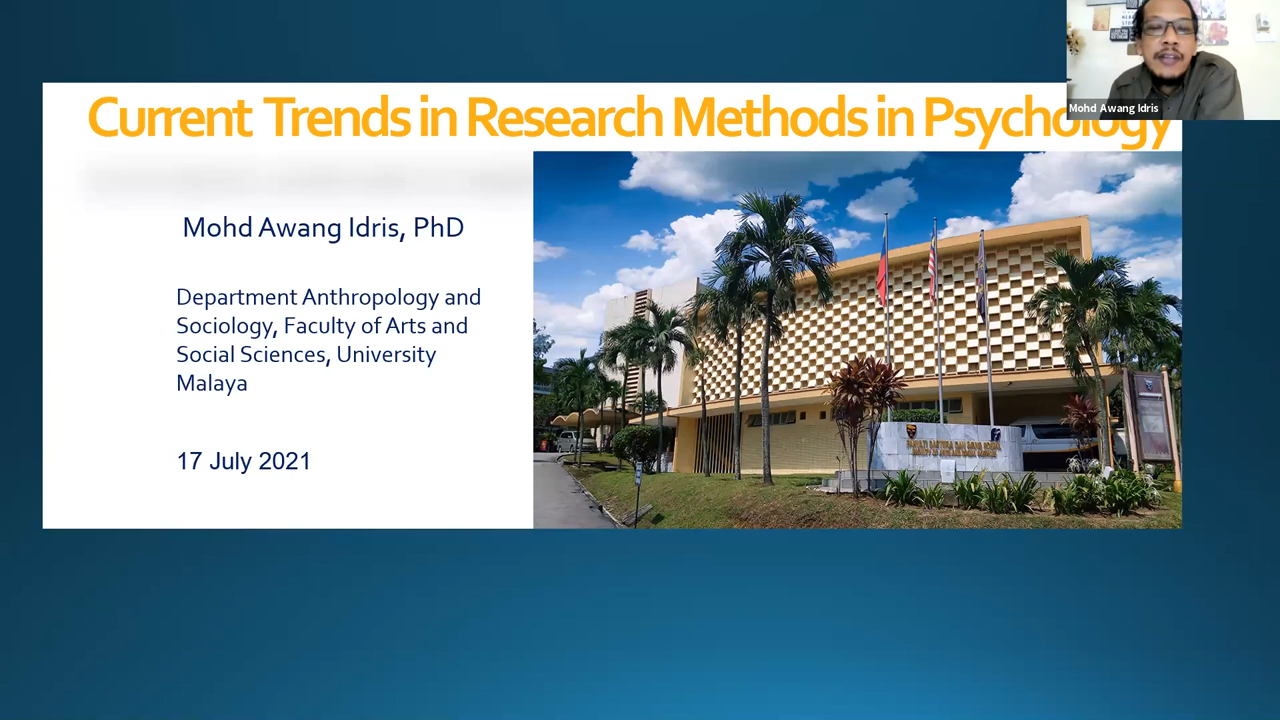 Current Trends in Research Methods in Psychology
Mohd Awang Idris
Mohd Awang Idris, PhD
Department Anthropology and
Sociology, Faculty of Arts and
Social Sciences, University
Malaya
17 July 2021